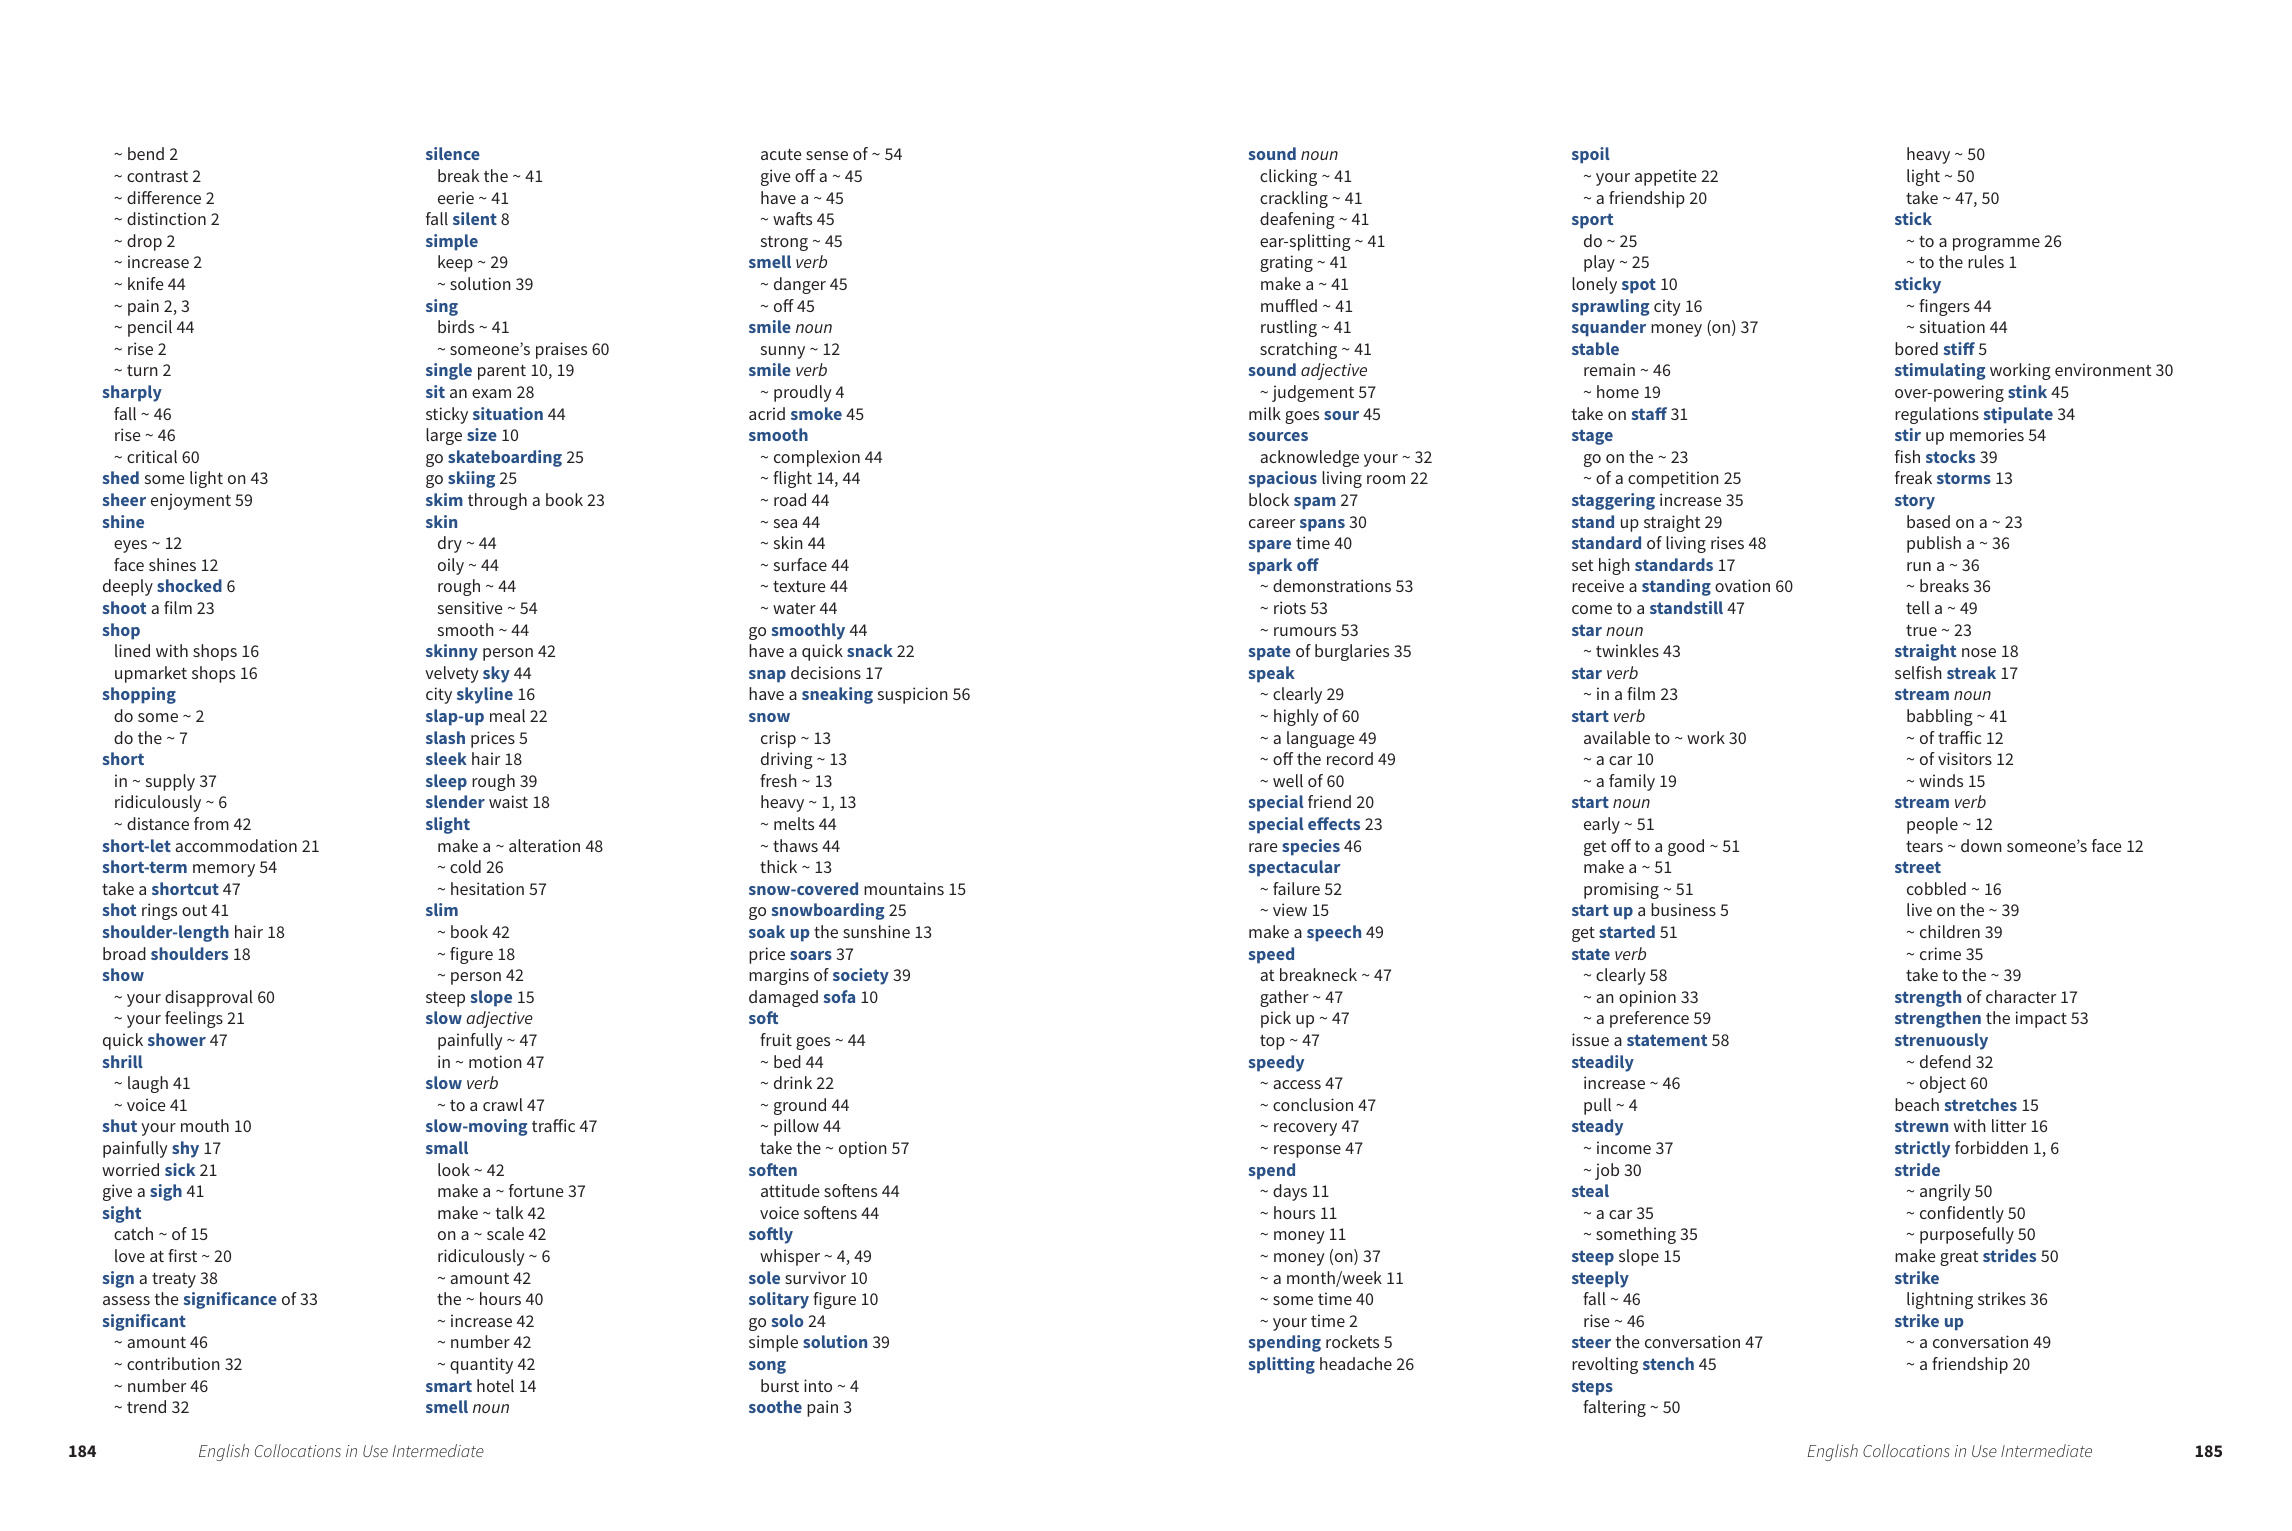 ~ bend 2
~ contrast 2
~ difference 2
~ distinction 2
~ drop 2
~ increase 2
~ knife 44
~ pain 2, 3
~ pencil 44
~ rise 2
~ turn 2
sharply
fall ~ 46
rise ~ 46
~ critical 60
shed some light on 43
sheer enjoyment 59
shine
eyes ~ 12
face shines 12
deeply shocked 6
shoot a film 23
shop
lined with shops 16
upmarket shops 16
shopping
do some ~ 2
do the ~ 7
short
in ~ supply 37
ridiculously ~ 6
~ distance from 42
short-let accommodation 21
short-term memory 54
take a shortcut 47
shot rings out 41
shoulder-length hair 18
broad shoulders 18
show
~ your disapproval 60
~ your feelings 21
quick shower 47
shrill
~ laugh 41
~ voice 41
shut your mouth 10
painfully shy 17
worried sick 21
give a sigh 41
sight
catch ~ of 15
love at first ~ 20
sign a treaty 38
assess the significance of 33
significant
~ amount 46
~ contribution 32
~ number 46
~ trend 32
silence
break the ~ 41
eerie ~ 41
fall silent 8
simple
keep ~ 29
~ solution 39
sing
birds ~ 41
~ someone's praises 60
single parent 10, 19
sit an exam 28
sticky situation 44
large size 10
go skateboarding 25
go skiing 25
skim through a book 23
skin
dry ~ 44
oily ~ 44
rough ~ 44
sensitive ~ 54
smooth ~ 44
skinny person 42
velvety sky 44
city skyline 16
slap-up meal 22
slash prices 5
sleek hair 18
sleep rough 39
slender waist 18
slight
make a ~ alteration 48
~ cold 26
~ hesitation 57
slim
~ book 42
~ figure 18
~ person 42
steep slope 15
slow adjective
painfully ~ 47
in ~ motion 47
slow verb
~ to a crawl 47
slow-moving traffic 47
small
look ~ 42
make a ~ fortune 37
make ~ talk 42
on a ~ scale 42
ridiculously ~ 6
~ amount 42
the ~ hours 40
~ increase 42
~ number 42
~ quantity 42
smart hotel 14
smell noun
acute sense of ~ 54
give off a ~ 45
have a ~ 45
~ wafts 45
strong ~ 45
smell verb
~ danger 45
~ off 45
smile noun
sunny ~ 12
smile verb
~ proudly 4
acrid smoke 45
smooth
~ complexion 44
~ flight 14, 44
~ road 44
~ sea 44
~ skin 44
~ surface 44
~ texture 44
~ water 44
go smoothly 44
have a quick snack 22
snap decisions 17
have a sneaking suspicion 56
snow
crisp ~ 13
driving ~ 13
fresh ~ 13
heavy ~ 1, 13
~ melts 44
~ thaws 44
thick ~ 13
snow-covered mountains 15
go snowboarding 25
soak up the sunshine 13
price soars 37
margins of society 39
damaged sofa 10
soft
fruit goes ~ 44
~ bed 44
~ drink 22
~ ground 44
~ pillow 44
take the ~ option 57
soften
attitude softens 44
voice softens 44
softly
whisper ~ 4, 49
sole survivor 10
solitary figure 10
go solo 24
simple solution 39
song
burst into ~ 4
soothe pain 3
184 English Collocations in Use Intermediate
sound noun
clicking ~ 41
crackling ~ 41
deafening ~ 41
ear-splitting ~ 41
grating ~ 41
make a ~ 41
muffled ~ 41
rustling ~ 41
scratching ~ 41
sound adjective
~ judgement 57
milk goes sour 45
sources
acknowledge your ~ 32
spacious living room 22
block spam 27
career spans 30
spare time 40
spark off
~ demonstrations 53
~ riots 53
~ rumours 53
spate of burglaries 35
speak
~ clearly 29
~ highly of 60
~ a language 49
~ off the record 49
~ well of 60
special friend 20
special effects 23
rare species 46
spectacular
~ failure 52
~ view 15
make a speech 49
speed
at breakneck ~ 47
gather ~ 47
pick up ~ 47
top ~ 47
speedy
~ access 47
~ conclusion 47
~ recovery 47
~ response 47
spend
~ days 11
~ hours 11
~ money 11
~ money (on) 37
~ a month/week 11
~ some time 40
~ your time 2
spending rockets 5
splitting headache 26
spoil
~ your appetite 22
~ a friendship 20
sport
do ~ 25
play ~ 25
lonely spot 10
sprawling city 16
squander money (on) 37
stable
remain ~ 46
~ home 19
take on staff 31
stage
go on the ~ 23
~ of a competition 25
staggering increase 35
stand up straight 29
standard of living rises 48
set high standards 17
receive a standing ovation 60
come to a standstill 47
star noun
~ twinkles 43
star verb
~ in a film 23
start verb
available to ~ work 30
~ a car 10
~ a family 19
start noun
early ~ 51
get off to a good ~ 51
make a ~ 51
promising ~ 51
start up a business 5
get started 51
state verb
~ clearly 58
~ an opinion 33
~ a preference 59
issue a statement 58
steadily
increase ~ 46
pull ~ 4
steady
~ income 37
~ job 30
steal
~ a car 35
~ something 35
steep slope 15
steeply
fall ~ 46
rise ~ 46
steer the conversation 47
revolting stench 45
steps
faltering ~ 50
heavy ~ 50
light ~ 50
take ~ 47, 50
stick
~ to a programme 26
~ to the rules 1
sticky
~ fingers 44
~ situation 44
bored stiff 5
stimulating working environment 30
over-powering stink 45
regulations stipulate 34
stir up memories 54
fish stocks 39
freak storms 13
story
based on a ~ 23
publish a ~ 36
run a ~ 36
~ breaks 36
tell a ~ 49
true ~ 23
straight nose 18
selfish streak 17
stream noun
babbling ~ 41
~ of traffic 12
~ of visitors 12
~ winds 15
stream verb
people ~ 12
tears ~ down someone's face 12
street
cobbled ~ 16
live on the ~ 39
~ children 39
~ crime 35
take to the ~ 39
strength of character 17
strengthen the impact 53
strenuously
~ defend 32
~ object 60
beach stretches 15
strewn with litter 16
strictly forbidden 1, 6
stride
~ angrily 50
~ confidently 50
~ purposefully 50
make great strides 50
strike
lightning strikes 36
strike up
~ a conversation 49
~ a friendship 20
English Collocations in Use Intermediate 185